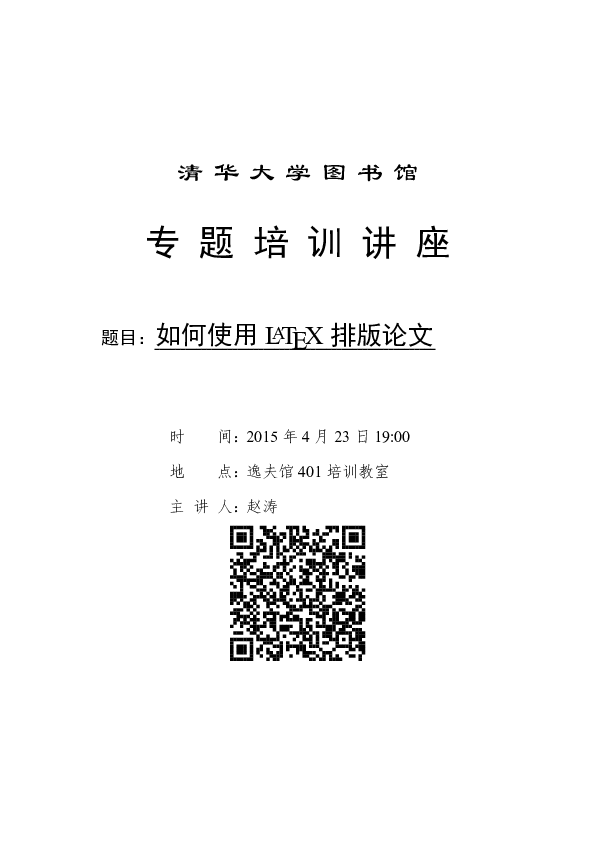 清华大学图书馆
专题培训讲座
题目：如何使用 LATEX 排版论文
时　间：2015 年 4 月 23 日 19:00
地　点：逸夫馆 401 培训教室
主 讲 人：赵涛